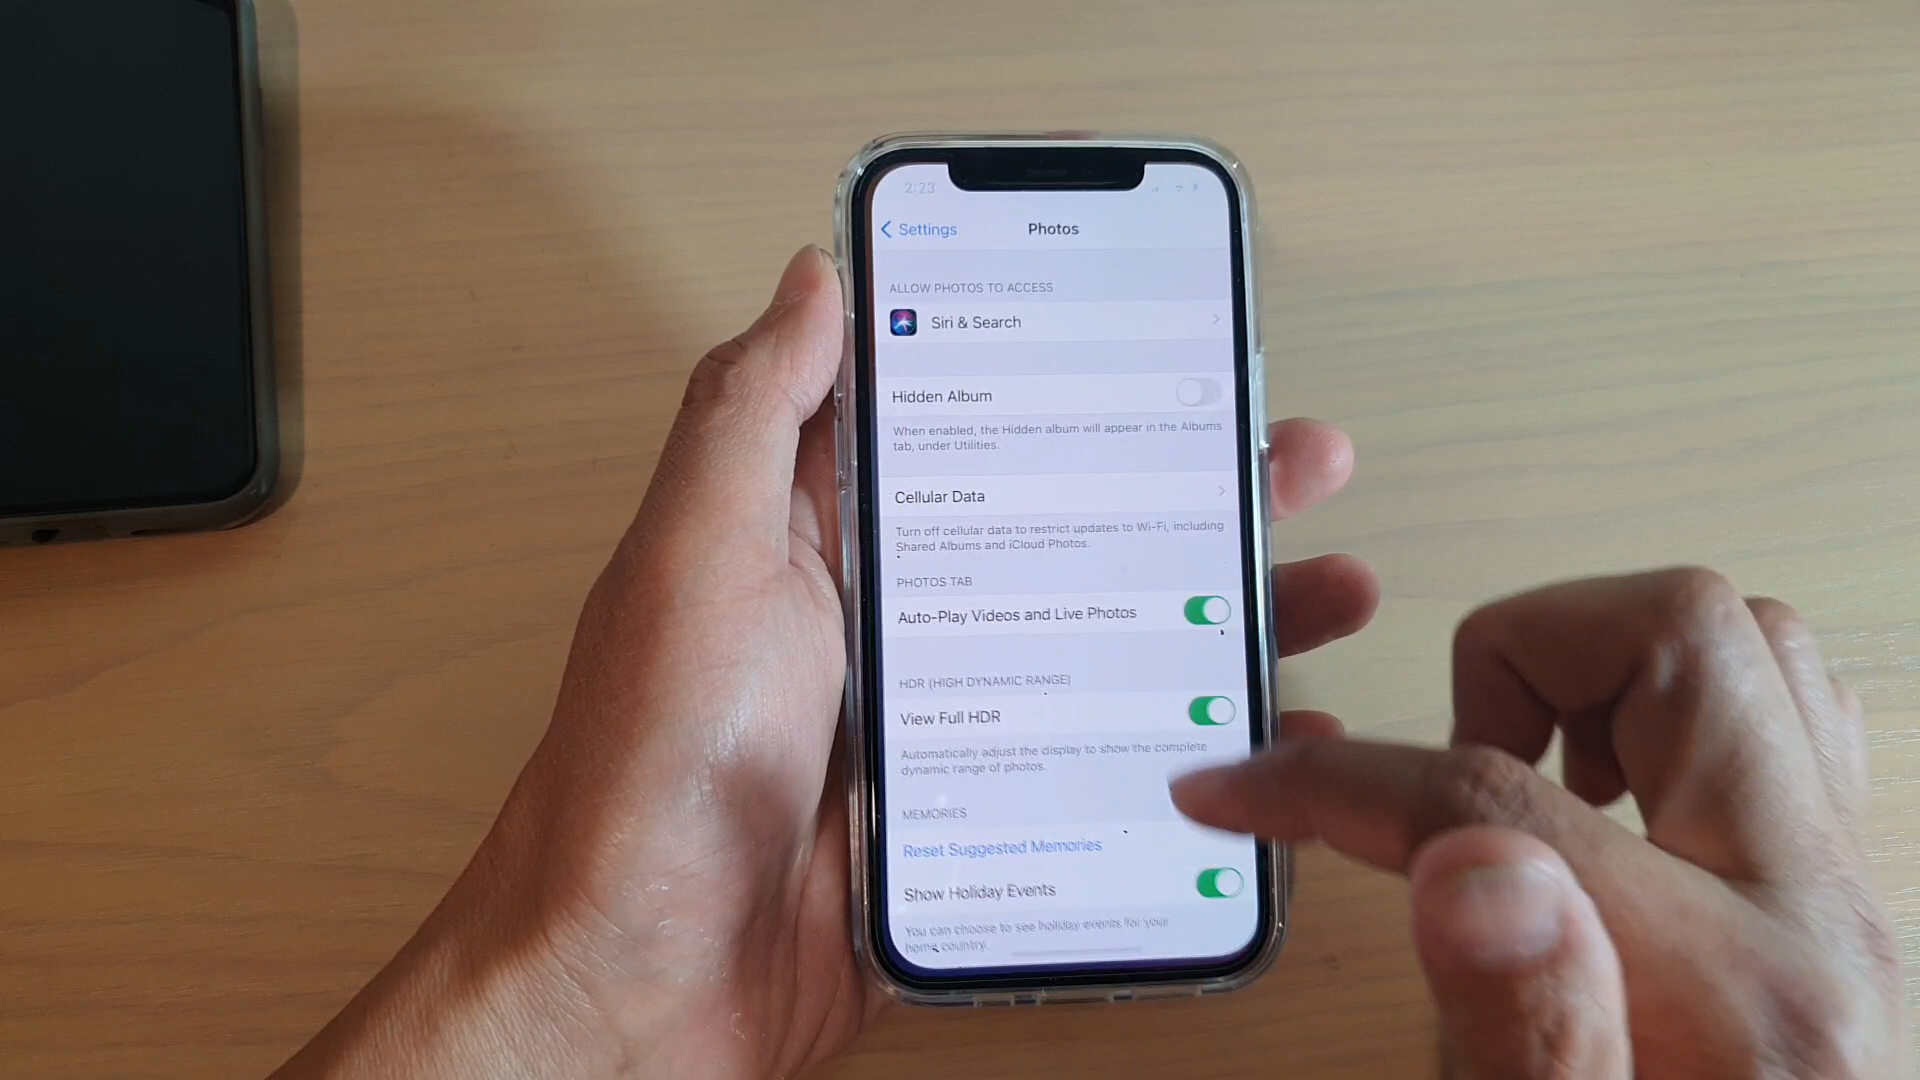 2:23
Settings
Photos
ALLOW PHOTOS TO ACCESS
Siri & Search
Hidden Album
When enabled, the Hidden album will appear in the Albums
tab, under Utilities.
Cellular Data
Turn off cellular data to restrict updates to Wi-Fi, including
Shared Albums and iCloud Photos.
PHOTOS TAB
Auto-Play Videos and Live Photos
HDR (HIGH DYNAMIC RANGE)
View Full HDR
Automatically adjust the display to show the complete
dynamic range of photos.
MEMORIES
Reset Suggested Memories
Show Holiday Events
You can choose to see holiday events for your
home country.